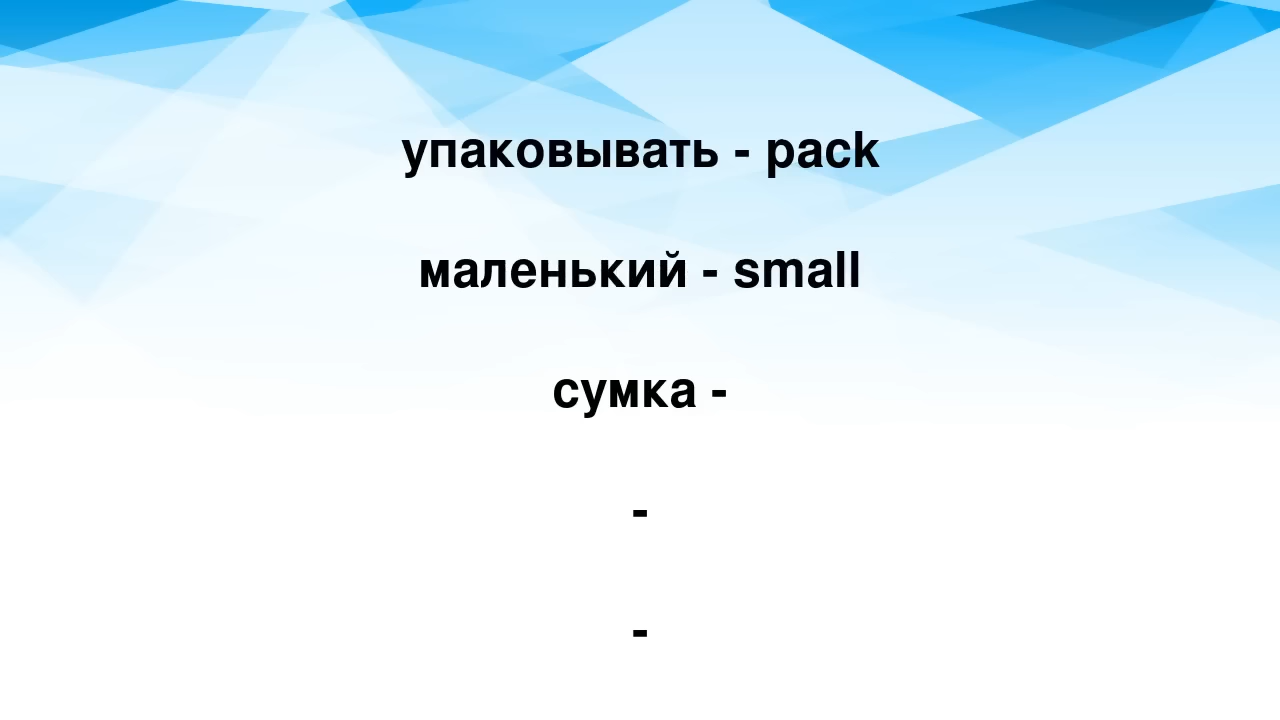 упаковывать - pack
маленький - small
сумка -
-
-